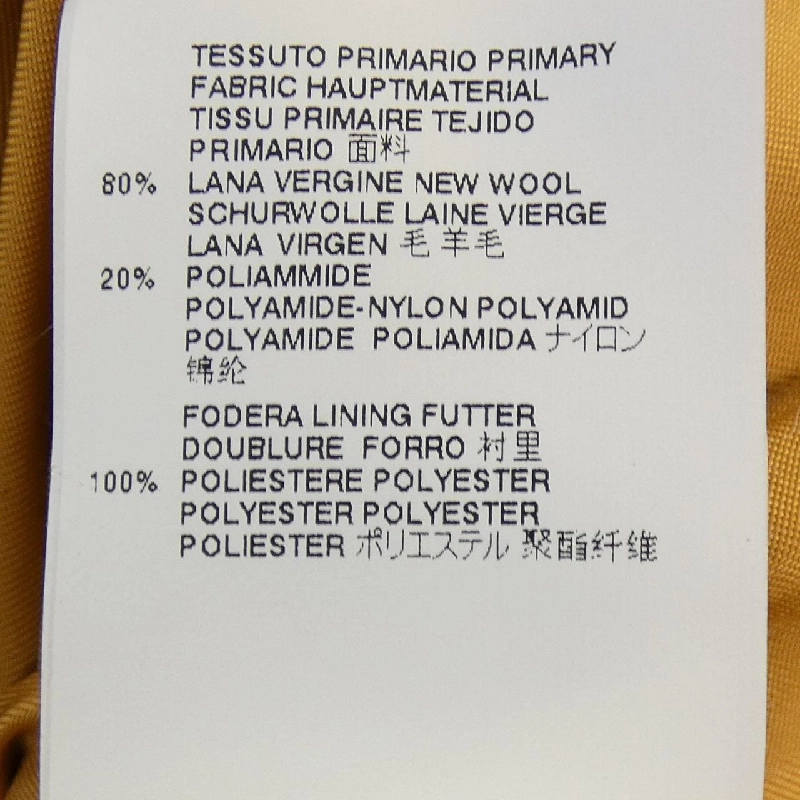 TESSUTO PRIMARIO PRIMARY
FABRIC HAUPTMATERIAL
TISSU PRIMAIRE TEJIDO
PRIMARIO 面料
80% LANA VERGINE NEW WOOL
SCHURWOLLE LAINE VIERGE
LANA VIRGEN 毛 羊毛
20% POLIAMMIDE
POLYAMIDE-NYLON POLYAMID
POLYAMIDE POLIAMIDA ナイロン
锦纶
FODERA LINING FUTTER
DOUBLURE FORRO 衬里
100% POLIESTERE POLYESTER
POLYESTER POLYESTER
POLIESTER ポリエステル 聚酯纤维